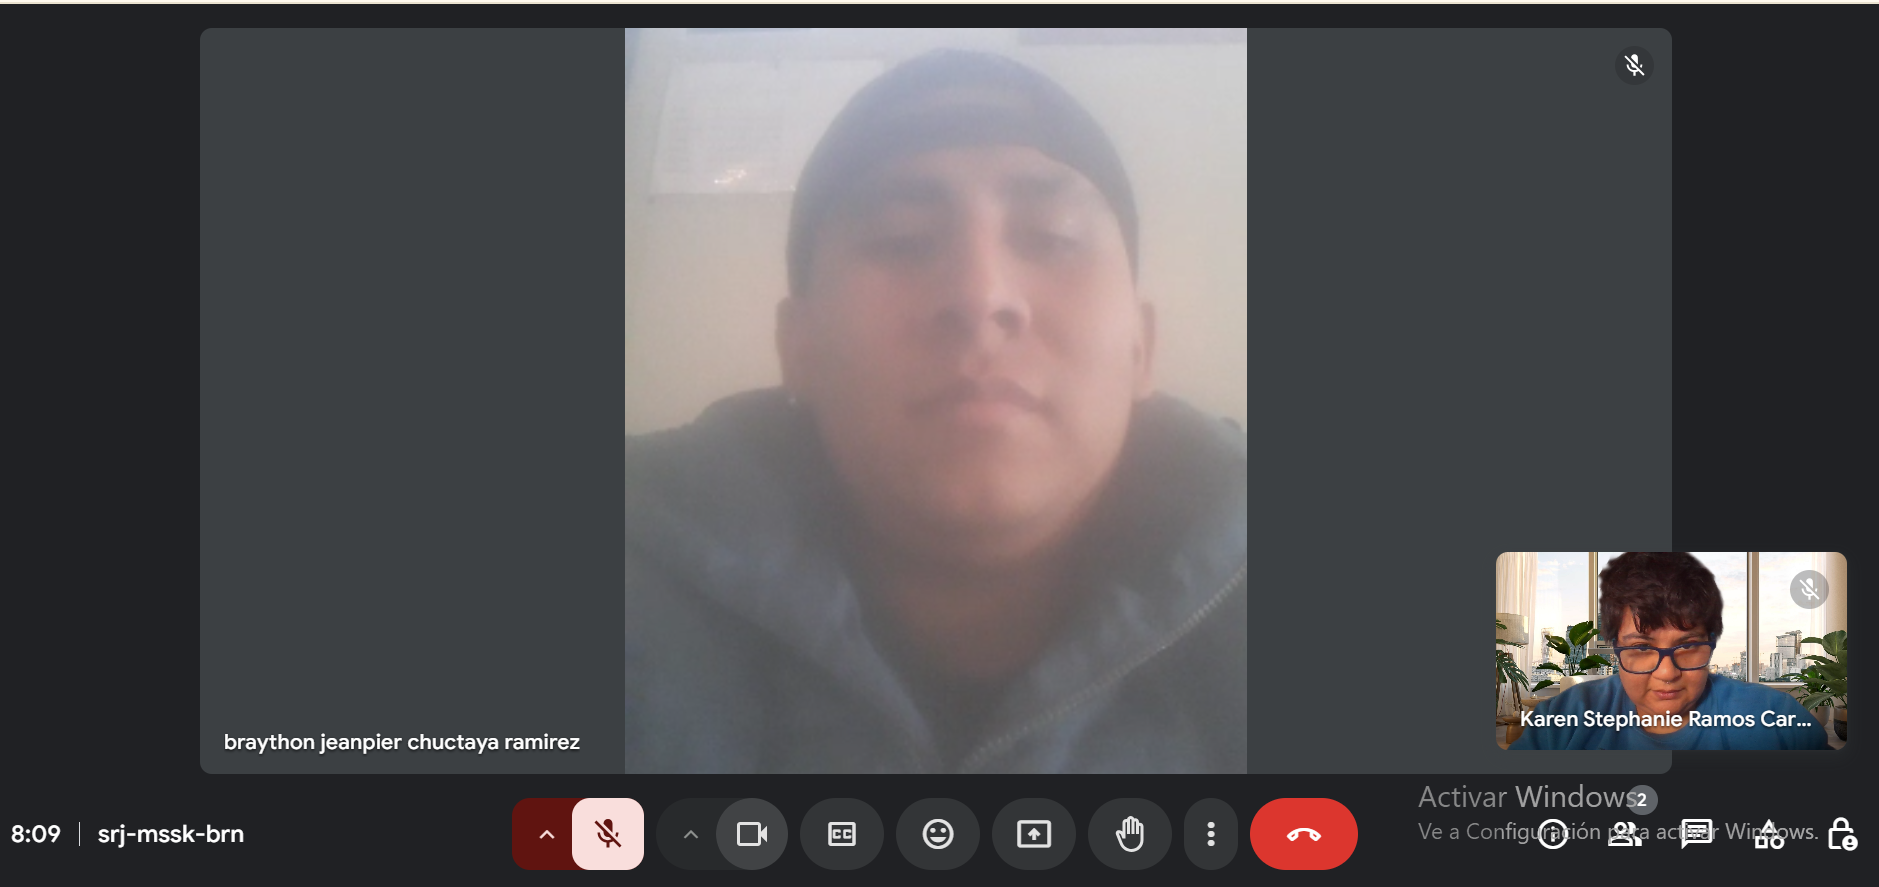 braython jeanpier chuctaya ramirez
Karen Stephanie Ramos Car...
Activar Windows
2
Ve a Configuración para activar Windows.
8:09
srj-mssk-brn
CC